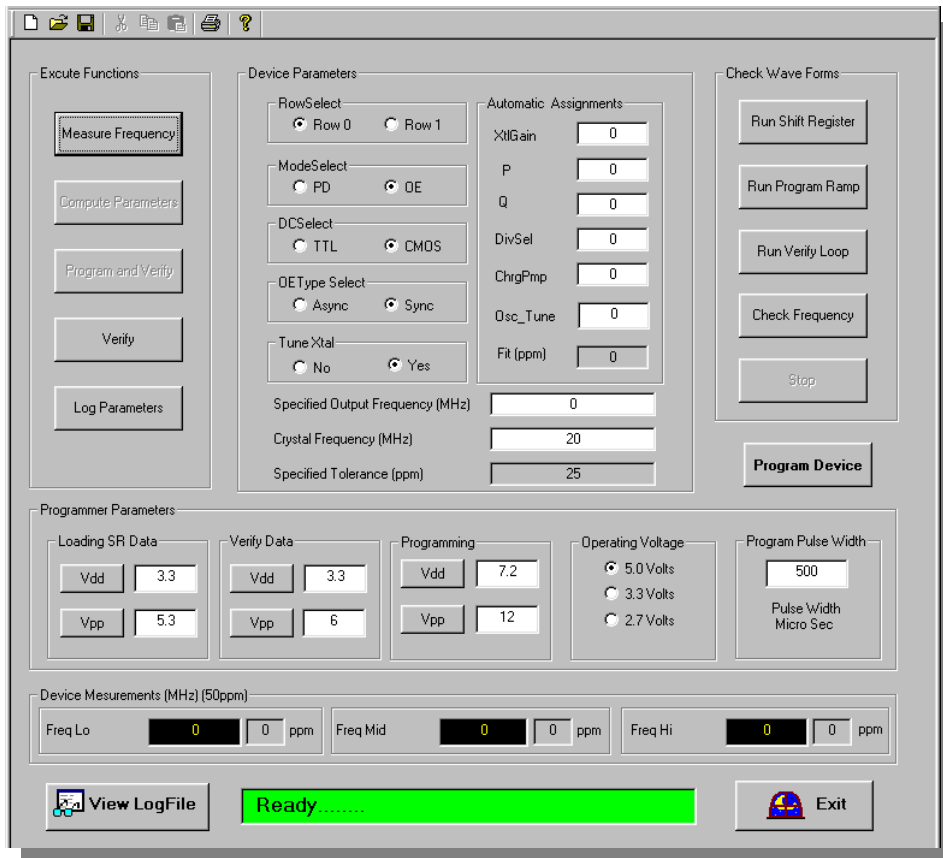 Excute Functions
Measure Frequency
Compute Parameters
Program and Verify
Verify
Log Parameters
Device Parameters
RowSelect
Row 0 Row 1
ModeSelect
PD OE
DCSelect
TTL CMOS
OEType Select
Async Sync
Tune Xtal
No Yes
Automatic Assignments
XtlGain 0
P 0
Q 0
DivSel 0
ChrgPmp 0
Osc_Tune 0
Fit (ppm) 0
Specified Output Frequency (MHz) 0
Crystal Frequency (MHz) 20
Specified Tolerance (ppm) 25
Check Wave Forms
Run Shift Register
Run Program Ramp
Run Verify Loop
Check Frequency
Stop
Program Device
Programmer Parameters
Loading SR Data
Vdd 3.3
Vpp 5.3
Verify Data
Vdd 3.3
Vpp 6
Programming
Vdd 7.2
Vpp 12
Operating Voltage
5.0 Volts
3.3 Volts
2.7 Volts
Program Pulse Width
500
Pulse Width
Micro Sec
Device Mesurements (MHz) (50ppm)
Freq Lo 0 0 ppm
Freq Mid 0 0 ppm
Freq Hi 0 0 ppm
View LogFile
Ready........
Exit